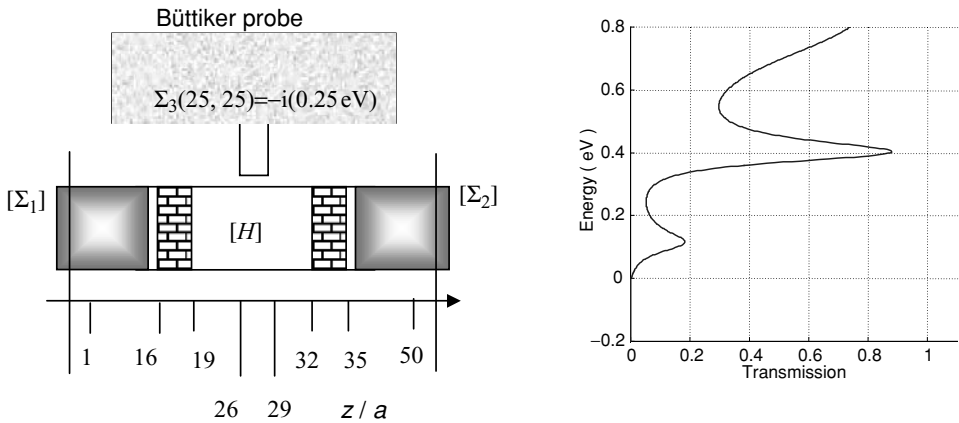 Büttiker probe
Σ3(25, 25)=−i(0.25 eV)
[Σ1]
[Σ2]
[H]
1
16
19
32
35
50
26
29
z / a
0.8
0.6
0.4
0.2
0
−0.2
Energy ( eV )
0
0.2
0.4
0.6
0.8
1
Transmission